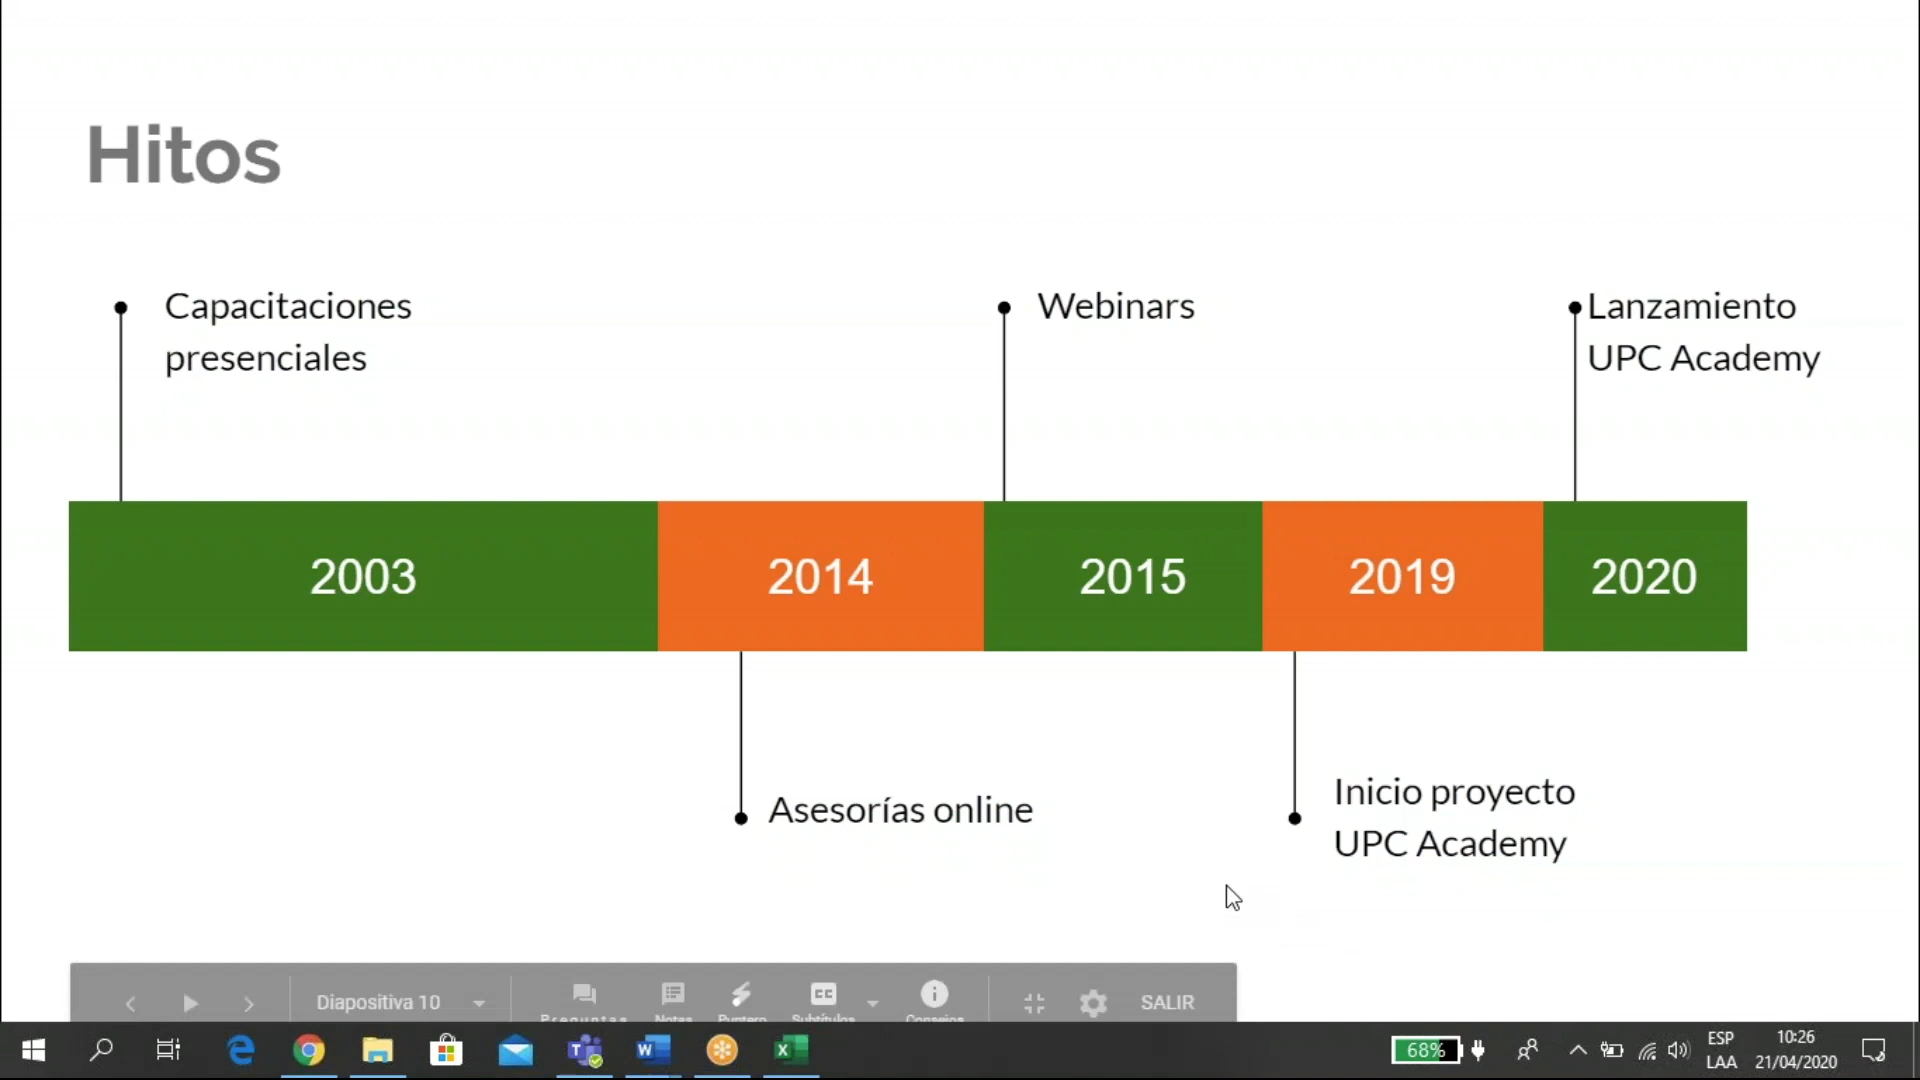 Hitos
Capacitaciones
presenciales
Webinars
Lanzamiento
UPC Academy
2003
2014
2015
2019
2020
Asesorías online
Inicio proyecto
UPC Academy
Diapositiva 10
Preguntas
Notas
Puntero
CC
Subtítulos
Consejos
SALIR
68%
ESP
LAA
10:26
21/04/2020